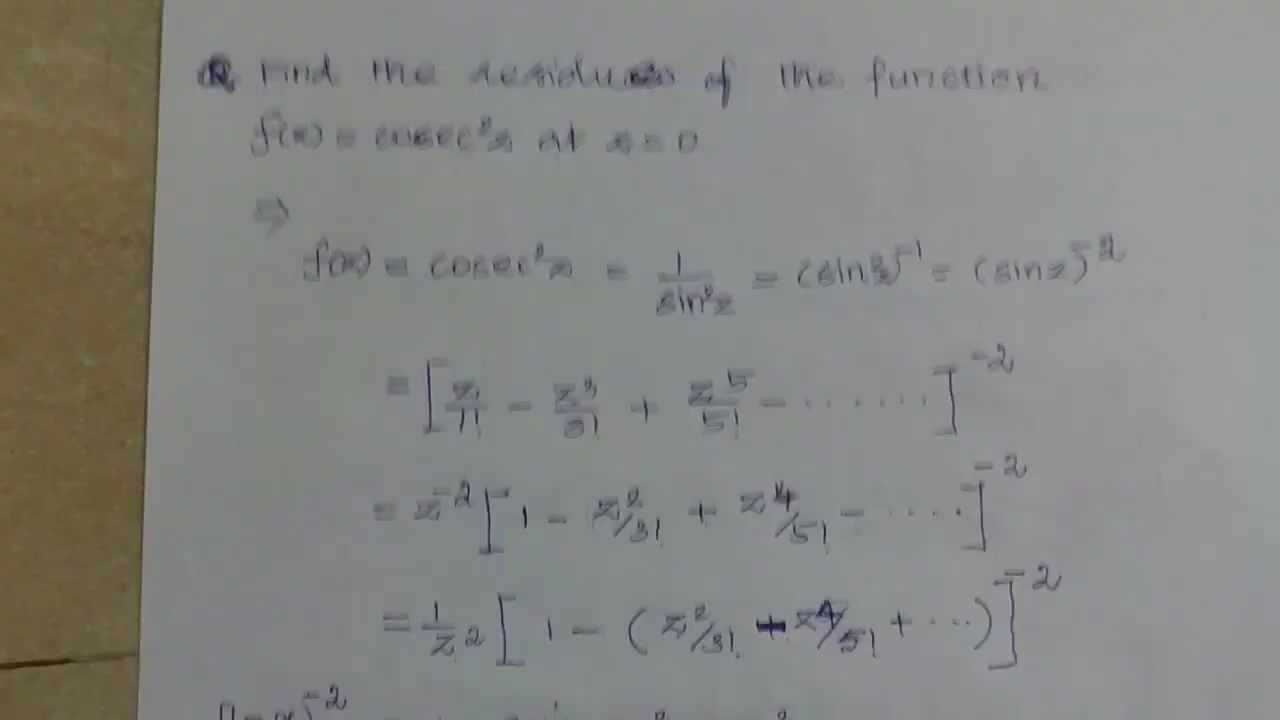 Q Find the residues of the function
f(z) = cosec²z at z = 0
⇒
f(z) = cosec²z = 1/sin²z = (sin²z)⁻¹ = (sin z)⁻²
= [z/1! - z³/3! + z⁵/5! - .......]⁻²
= z⁻² [1 - z²/3! + z⁴/5! - .....]⁻²
= 1/z² [1 - (z²/3! - z⁴/5! + ...)]⁻²